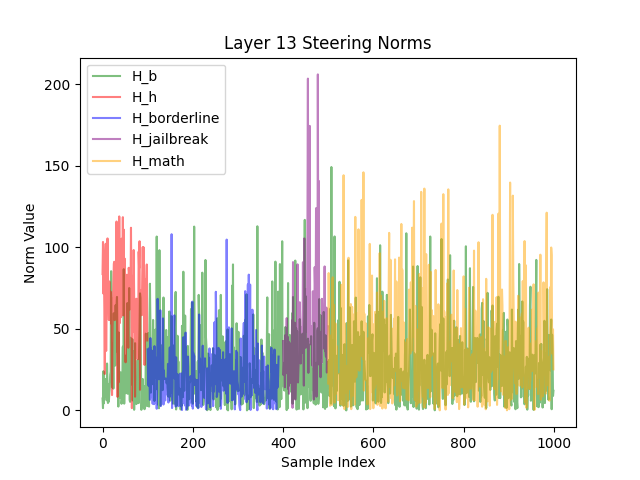 Layer 13 Steering Norms
H_b
H_h
H_borderline
H_jailbreak
H_math
Norm Value
200
150
100
50
0
0 200 400 600 800 1000
Sample Index